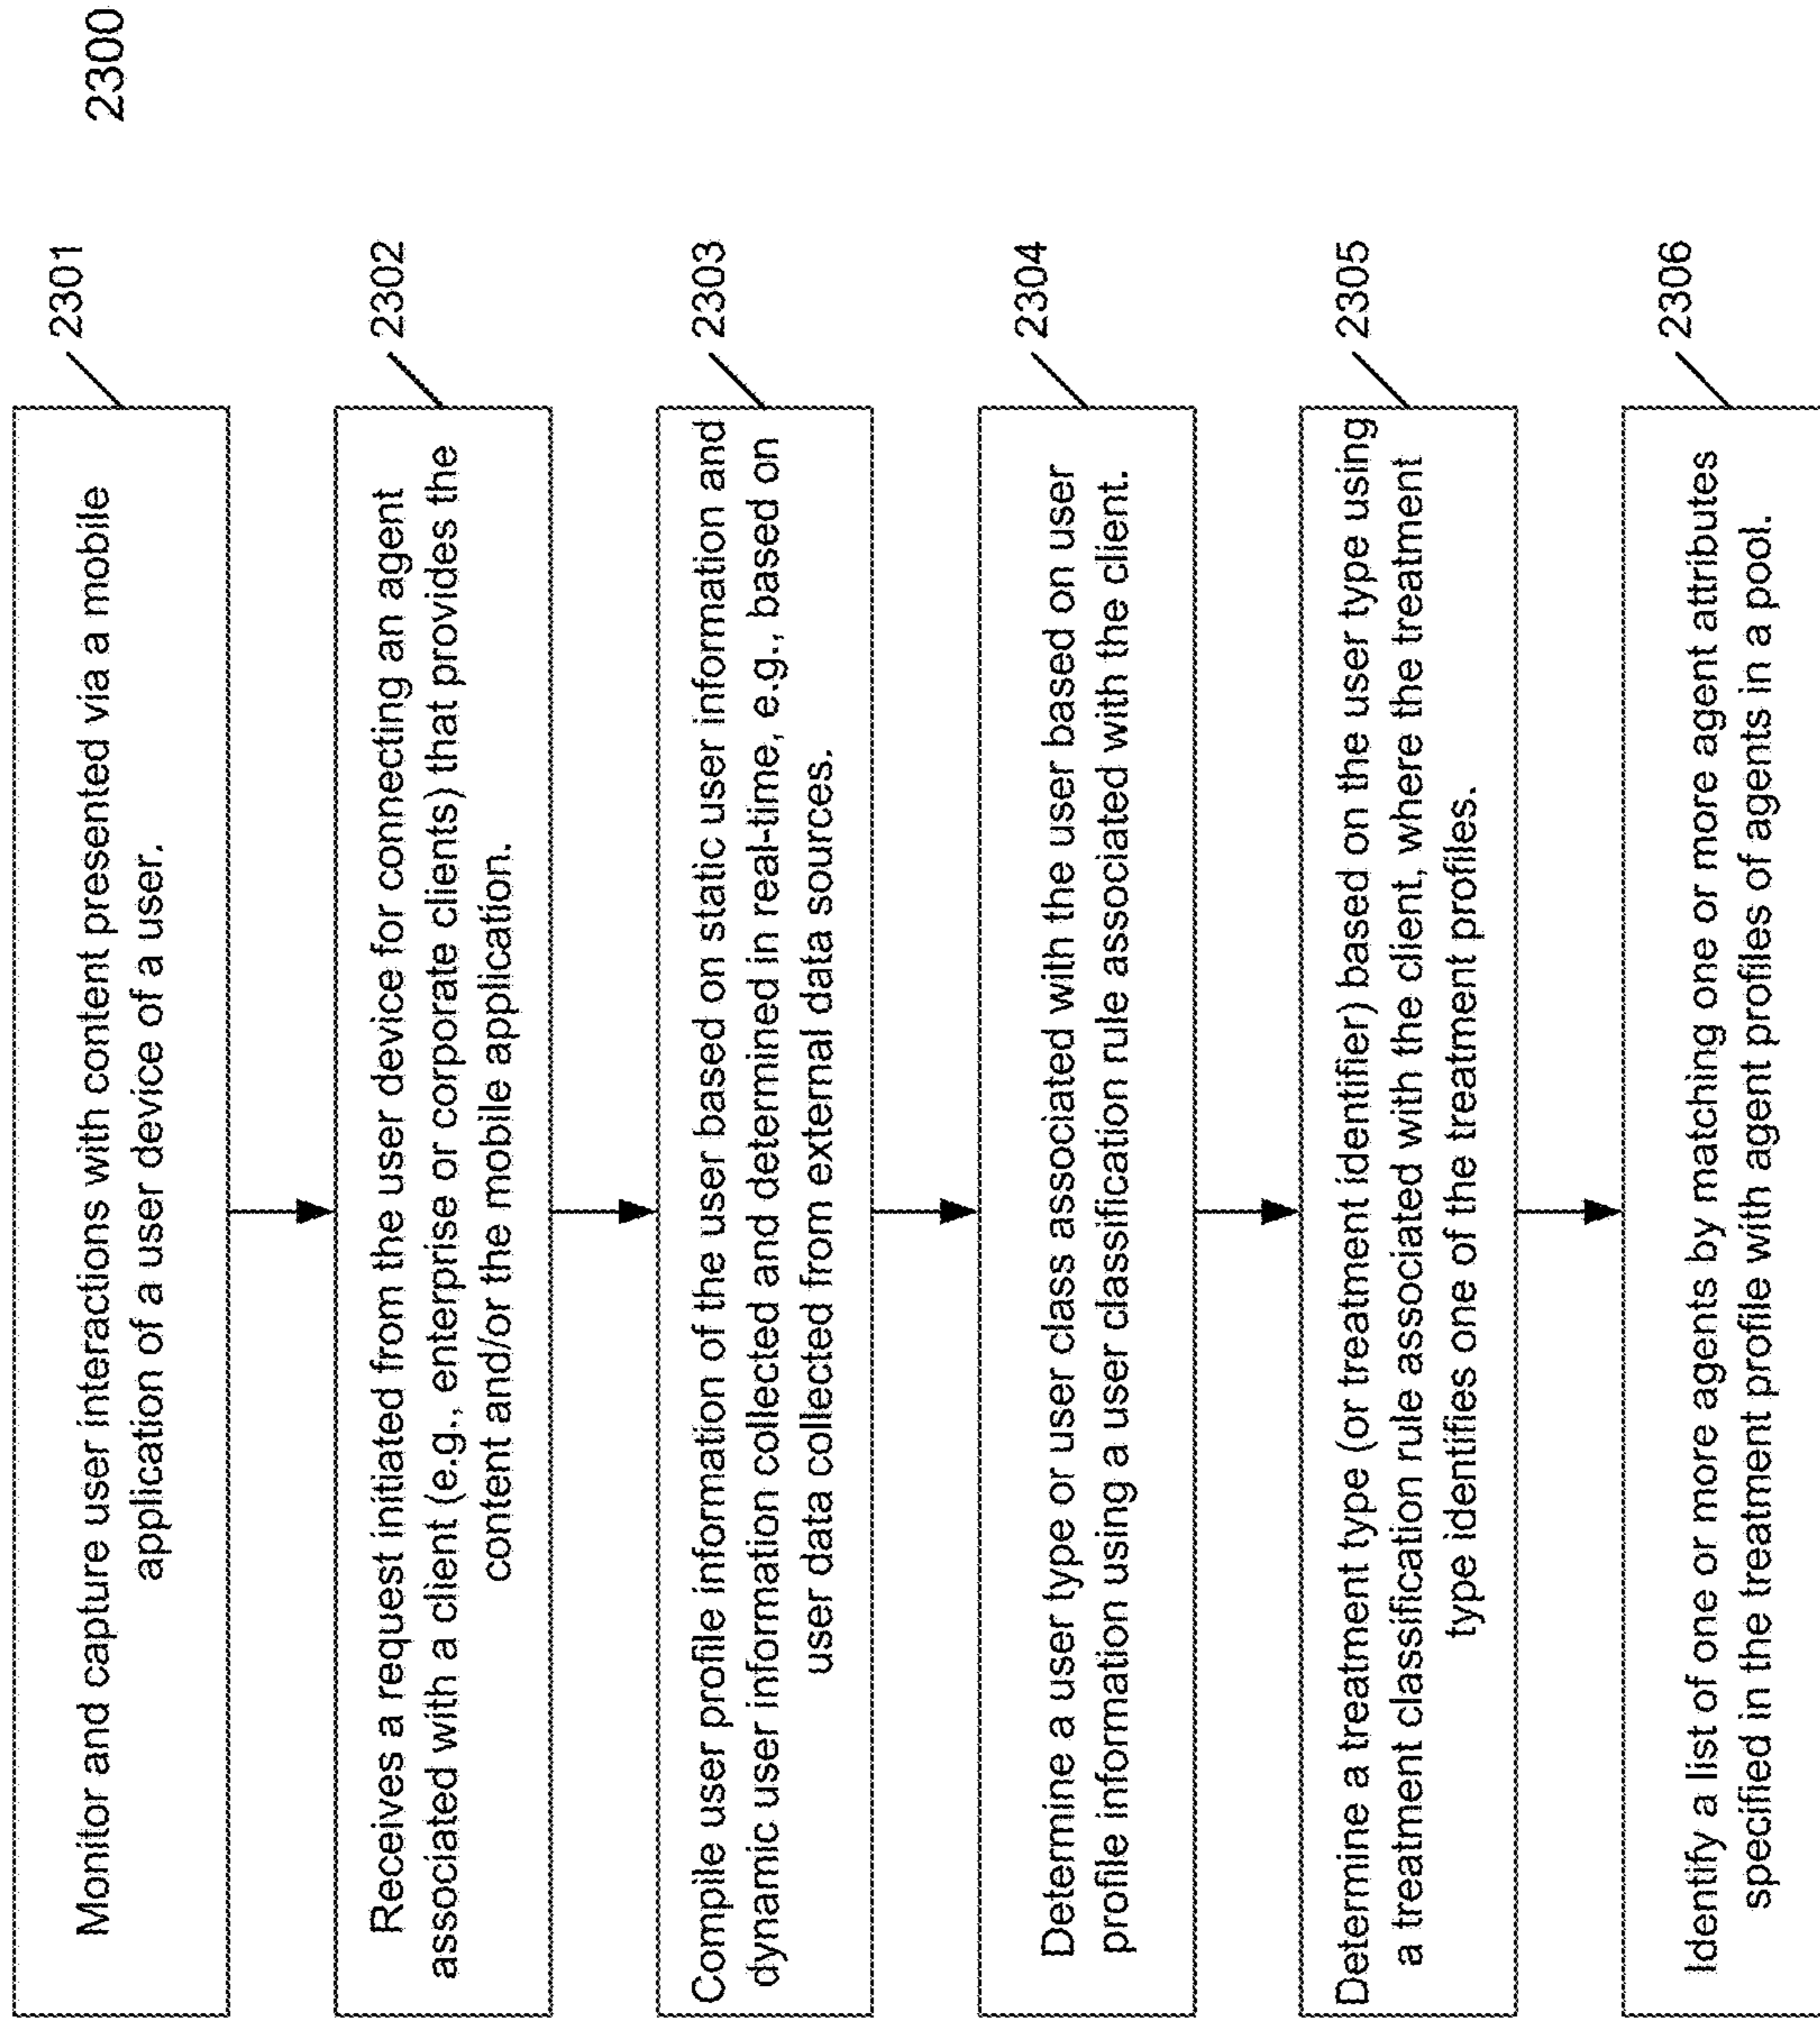 2300
Monitor and capture user interactions with content presented via a mobile
application of a user device of a user.
2301
Receives a request initiated from the user device for connecting an agent
associated with a client (e.g., enterprise or corporate clients) that provides the
content and/or the mobile application.
2302
Compile user profile information of the user based on static user information and
dynamic user information collected and determined in real-time, e.g., based on
user data collected from external data sources.
2303
Determine a user type or user class associated with the user based on user
profile information using a user classification rule associated with the client.
2304
Determine a treatment type (or treatment identifier) based on the user type using
a treatment classification rule associated with the client, where the treatment
type identifies one of the treatment profiles.
2305
Identify a list of one or more agents by matching one or more agent attributes
specified in the treatment profile with agent profiles of agents in a pool.
2306